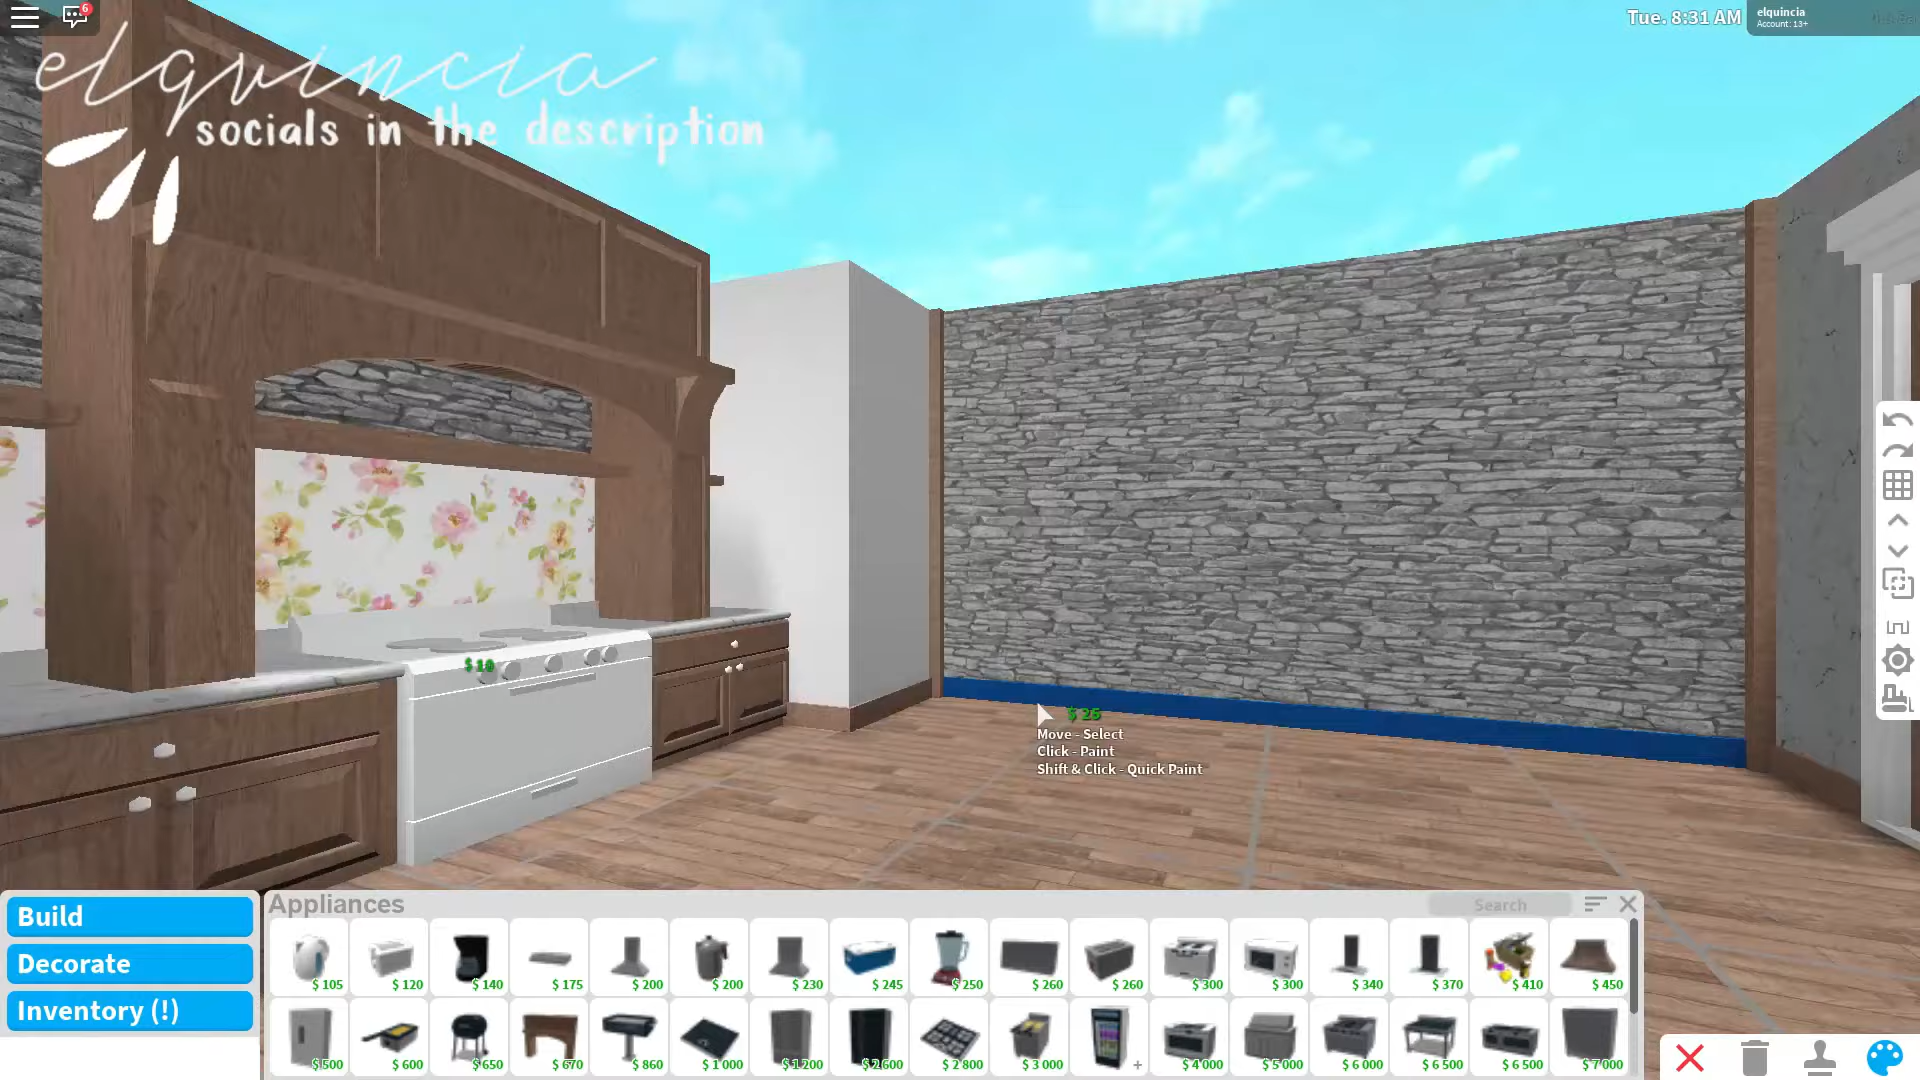 6
Tue. 8:31 AM
elquincia
Account: 13+
elquincia
socials in the description
$ 10
$ 25
Move - Select
Click - Paint
Shift & Click - Quick Paint
Build
Decorate
Inventory (!)
Appliances
Search
$ 105 $ 120 $ 140 $ 175 $ 200 $ 200 $ 230 $ 245 $ 250 $ 260 $ 260 $ 300 $ 300 $ 340 $ 370 $ 410 $ 450
$ 500 $ 600 $ 650 $ 670 $ 860 $ 1 000 $ 1 200 $ 2 600 $ 2 800 $ 3 000 + $ 4 000 $ 5 000 $ 6 000 $ 6 500 $ 6 500 $ 7 000